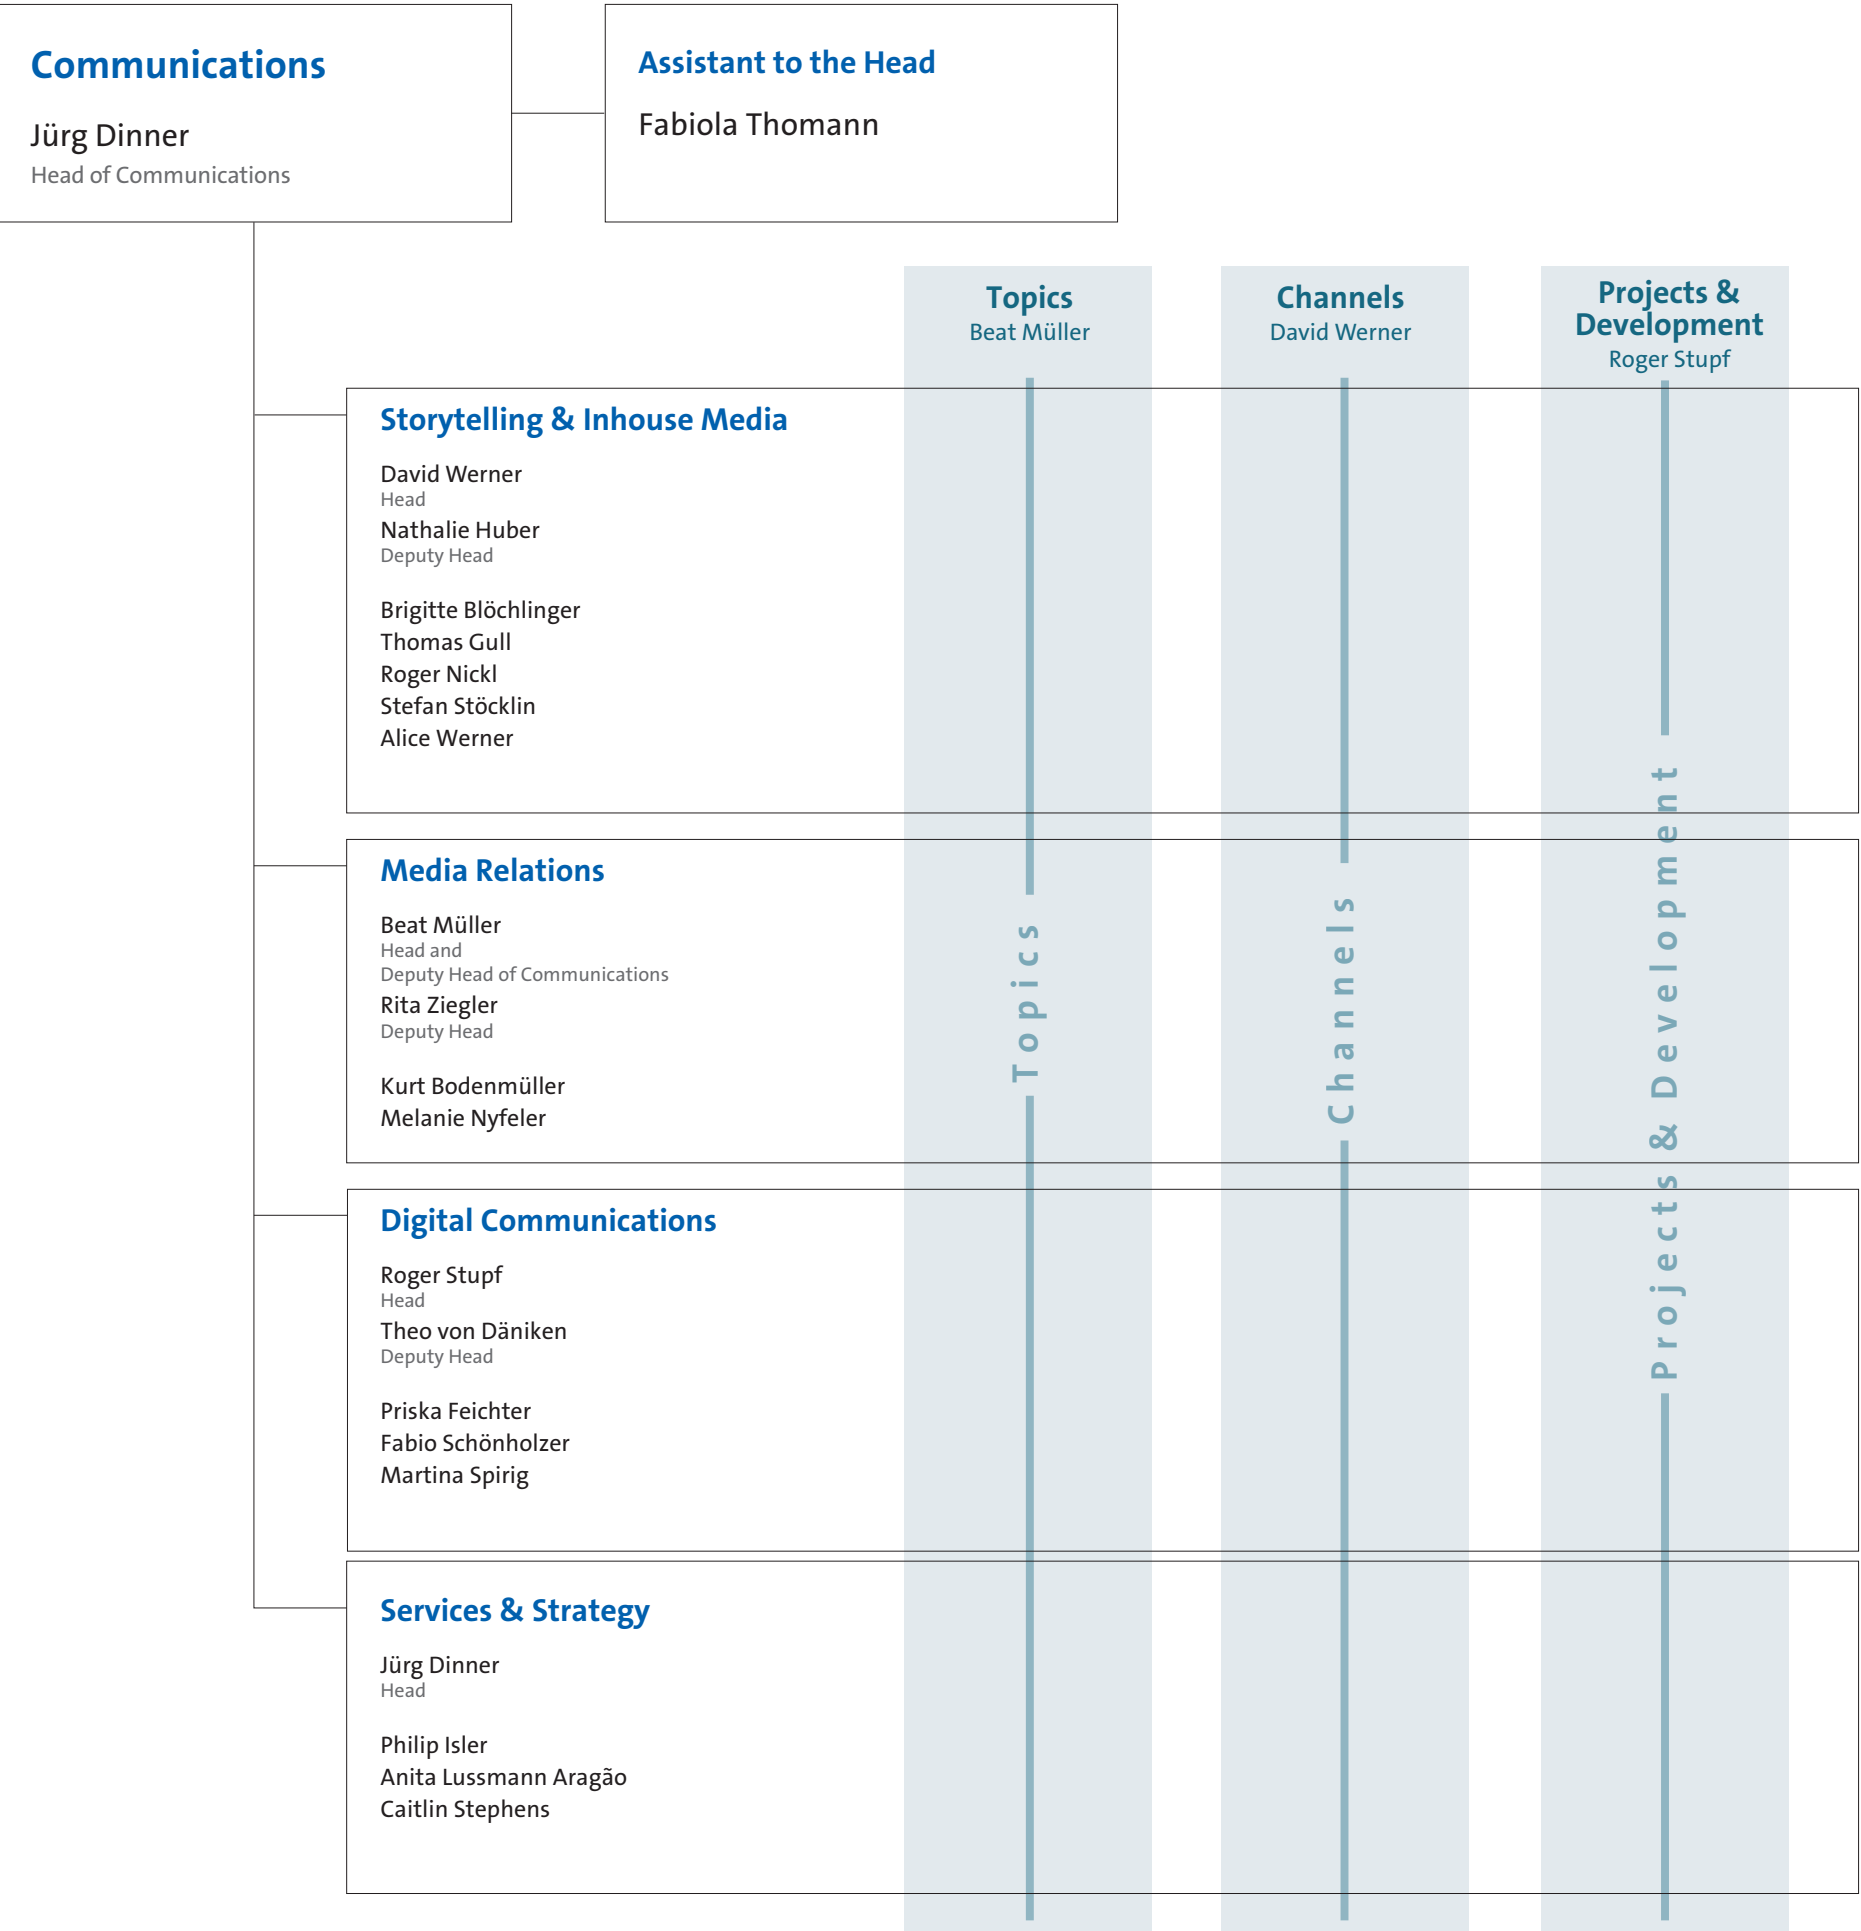 Communications
Jürg Dinner
Head of Communications
Assistant to the Head
Fabiola Thomann
Topics
Beat Müller
Channels
David Werner
Projects &
Development
Roger Stupf
Storytelling & Inhouse Media
David Werner
Head
Nathalie Huber
Deputy Head
Brigitte Blöchlinger
Thomas Gull
Roger Nickl
Stefan Stöcklin
Alice Werner
Media Relations
Beat Müller
Head and
Deputy Head of Communications
Rita Ziegler
Deputy Head
Kurt Bodenmüller
Melanie Nyfeler
Digital Communications
Roger Stupf
Head
Theo von Däniken
Deputy Head
Priska Feichter
Fabio Schönholzer
Martina Spirig
Services & Strategy
Jürg Dinner
Head
Philip Isler
Anita Lussmann Aragão
Caitlin Stephens
Topics
Channels
Projects & Development